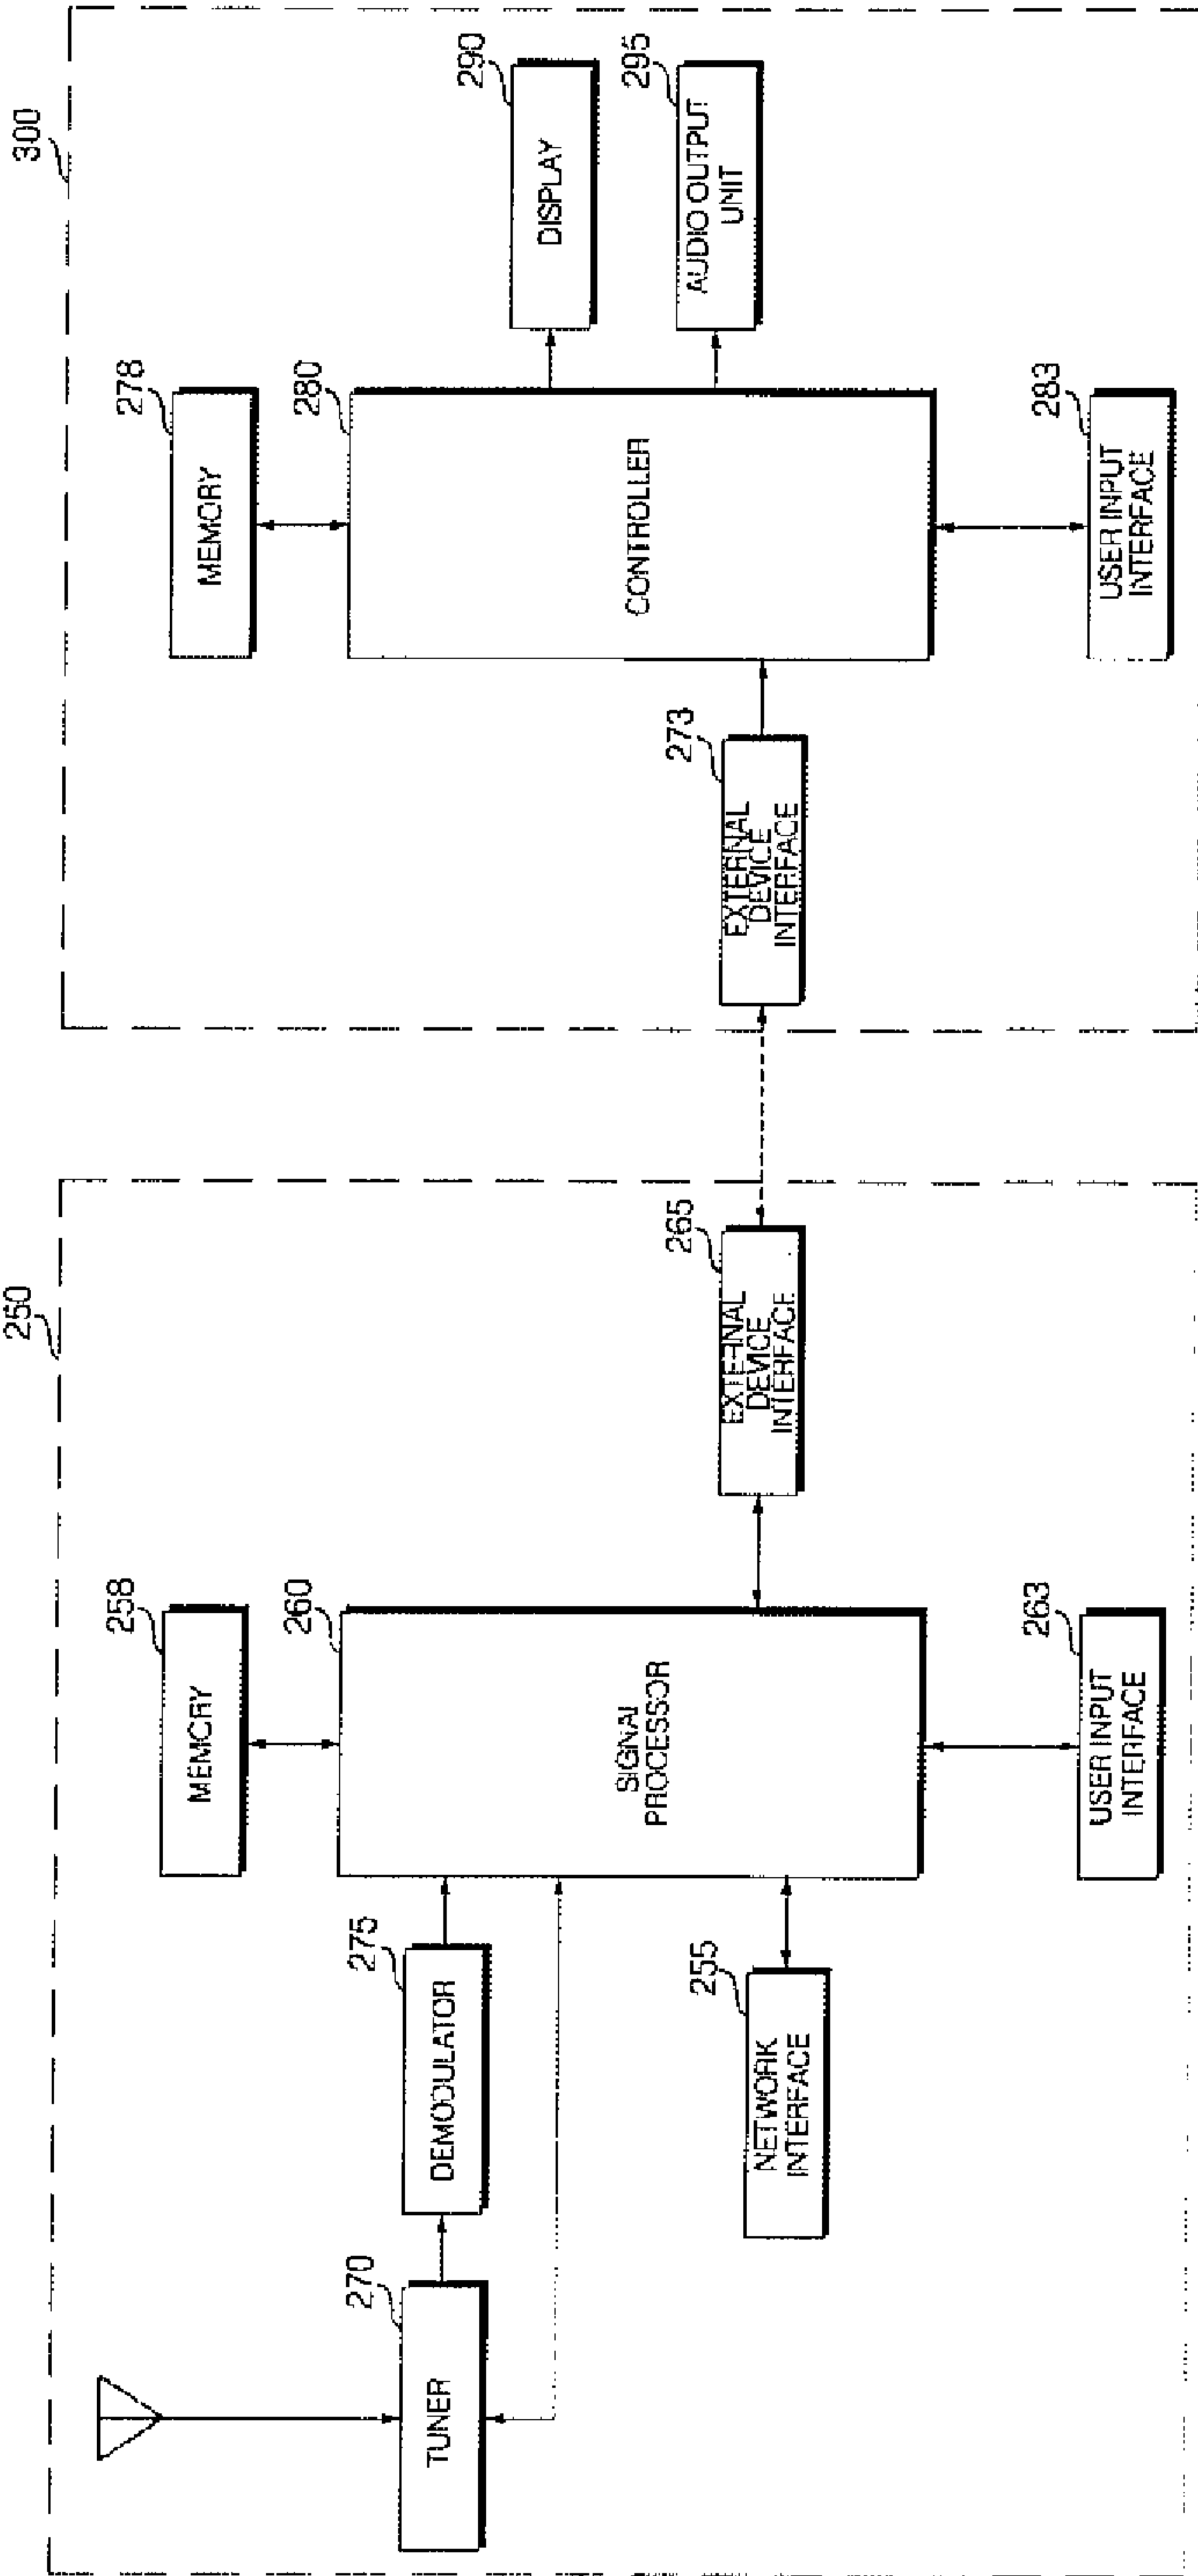 250
300
258
MEMORY
278
MEMORY
260
SIGNAL
PROCESSOR
280
CONTROLLER
290
DISPLAY
270
TUNER
275
DEMODULATOR
295
AUDIO OUTPUT
UNIT
255
NETWORK
INTERFACE
265
EXTERNAL
DEVICE
INTERFACE
273
EXTERNAL
DEVICE
INTERFACE
263
USER INPUT
INTERFACE
283
USER INPUT
INTERFACE